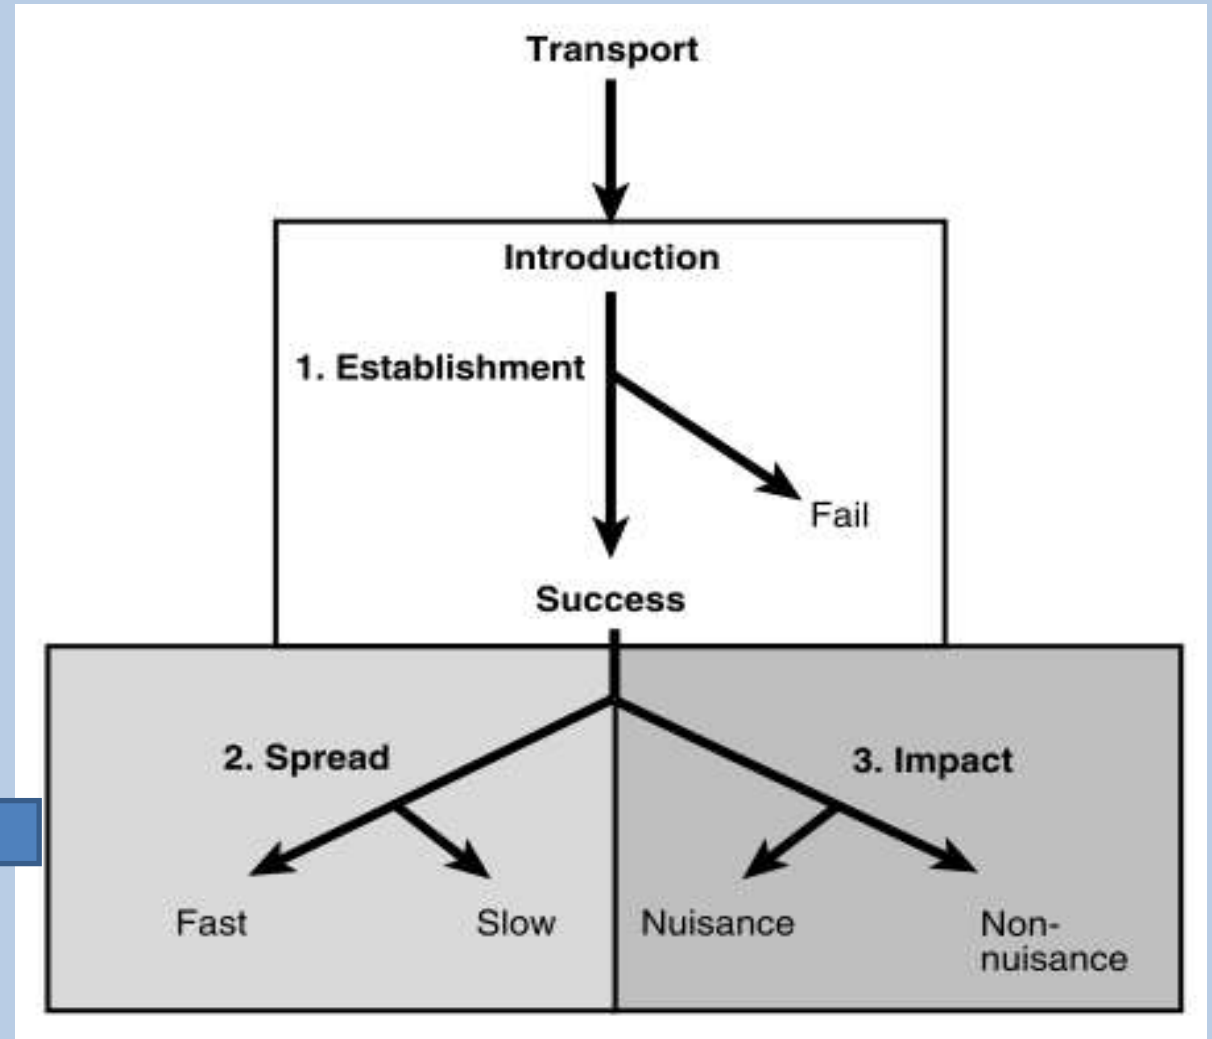 Transport
Introduction
1. Establishment
Fail
Success
2. Spread
3. Impact
Fast
Slow
Nuisance
Non-
nuisance